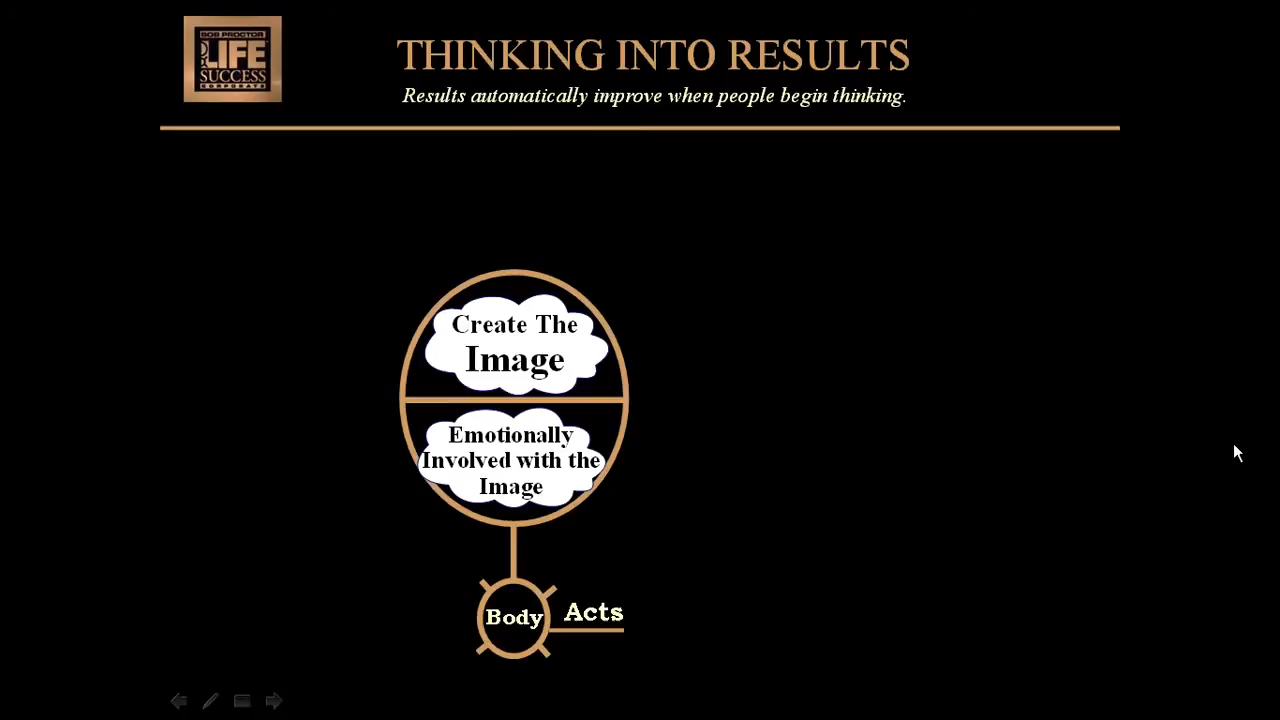 BOB PROCTOR
LIFE
SUCCESS
CORPORATE
THINKING INTO RESULTS
Results automatically improve when people begin thinking.
Create The
Image
Emotionally
Involved with the
Image
Body
Acts